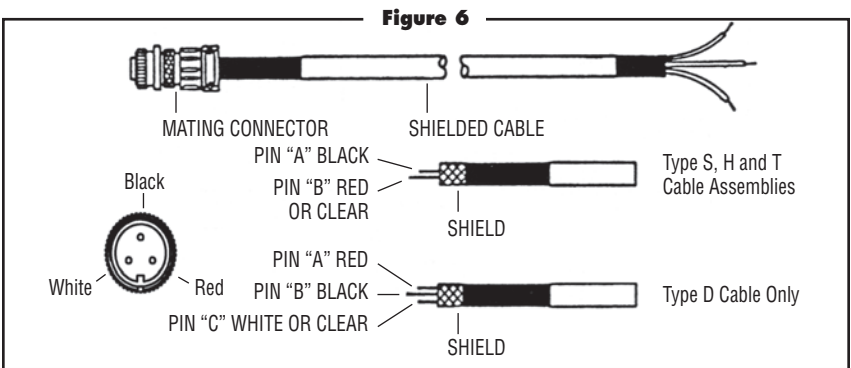 Figure 6
MATING CONNECTOR
SHIELDED CABLE
PIN “A” BLACK
PIN “B” RED
OR CLEAR
SHIELD
Type S, H and T
Cable Assemblies
Black
White
Red
PIN “A” RED
PIN “B” BLACK
PIN “C” WHITE OR CLEAR
SHIELD
Type D Cable Only